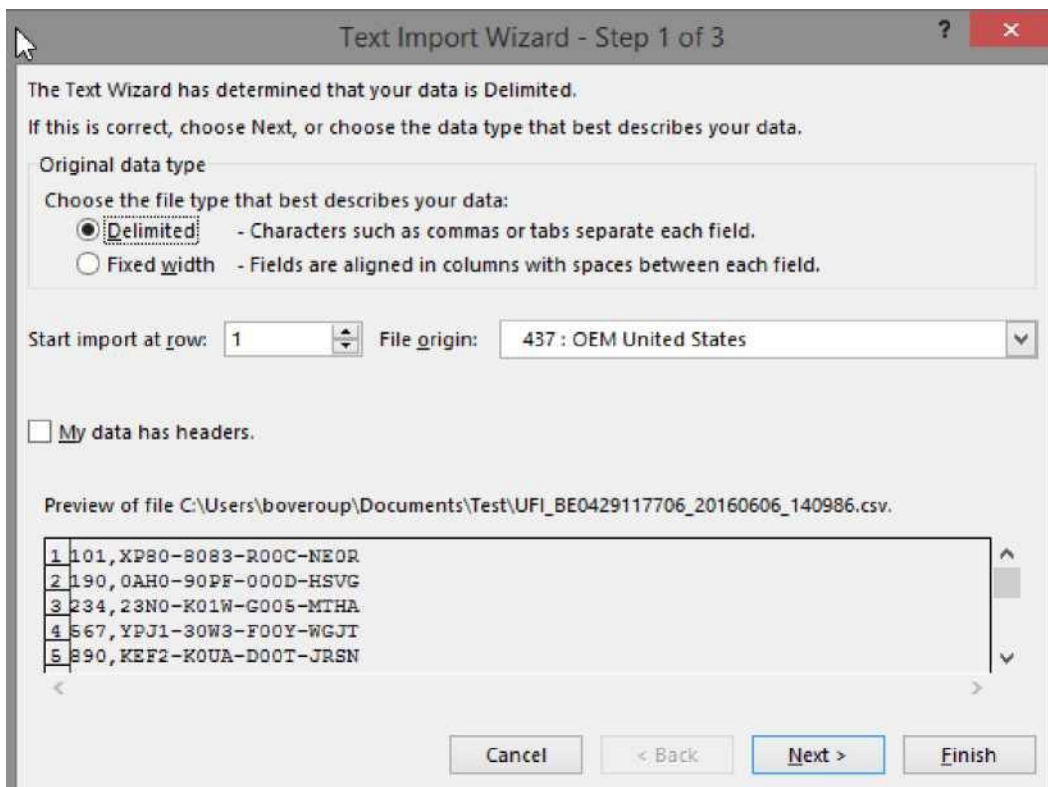 Text Import Wizard - Step 1 of 3
?
×
The Text Wizard has determined that your data is Delimited.
If this is correct, choose Next, or choose the data type that best describes your data.
Original data type
Choose the file type that best describes your data:
Delimited - Characters such as commas or tabs separate each field.
Fixed width - Fields are aligned in columns with spaces between each field.
Start import at row: 1 File origin: 437 : OEM United States
My data has headers.
Preview of file C:\Users\boveroup\Documents\Test\UFI_BE0429117706_20160606_140986.csv.
1 101,XP80-8083-R00C-NE0R
2 190,0AH0-90PF-000D-HSVG
3 234,23N0-K01W-G005-MTHA
4 567,YPJ1-30W3-F00Y-WGJT
5 890,KEF2-K0UA-D00T-JRSN
Cancel < Back Next > Finish